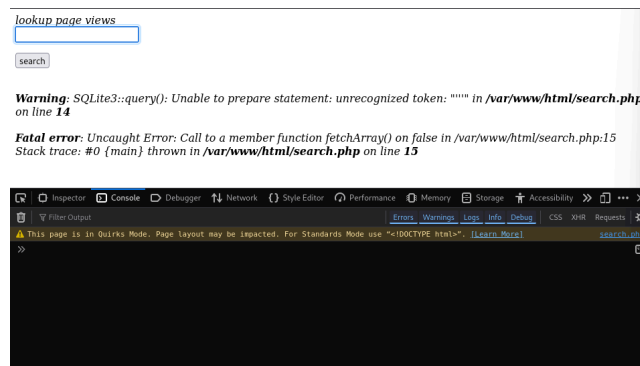 lookup page views
search
Warning: SQLite3::query(): Unable to prepare statement: unrecognized token: "'''" in /var/www/html/search.php
on line 14
Fatal error: Uncaught Error: Call to a member function fetchArray() on false in /var/www/html/search.php:15
Stack trace: #0 {main} thrown in /var/www/html/search.php on line 15
Inspector Console Debugger Network {} Style Editor Performance Memory Storage Accessibility
Filter Output Errors Warnings Logs Info Debug CSS XHR Requests
This page is in Quirks Mode. Page layout may be impacted. For Standards Mode use "<!DOCTYPE html>". [Learn More] search.ph